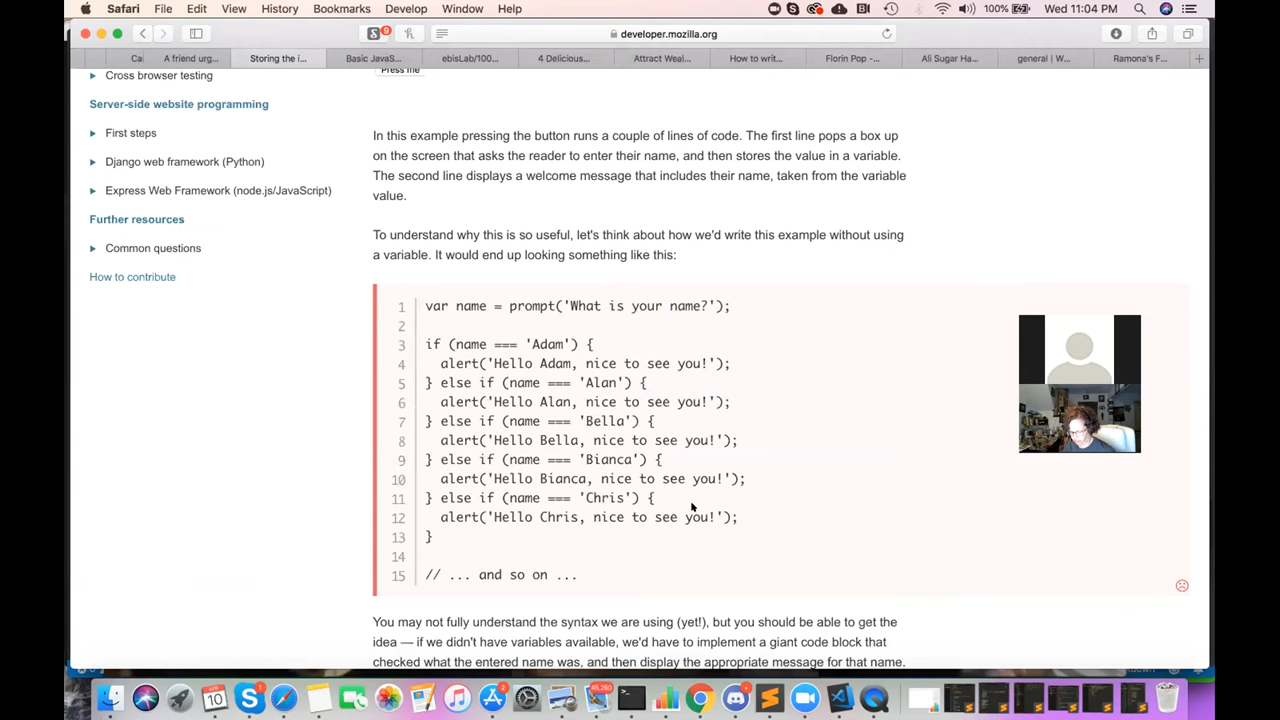 Safari File Edit View History Bookmarks Develop Window Help
100% Wed 11:04 PM
developer.mozilla.org
Ca
A friend urg...
Storing the i...
Basic JavaS...
ebisLab/100...
4 Delicious...
Attract Weal...
How to writ...
Florin Pop -...
Ali Sugar Ha...
general | W...
Ramona's F...
Cross browser testing
Server-side website programming
First steps
Django web framework (Python)
Express Web Framework (node.js/JavaScript)
Further resources
Common questions
How to contribute
Press me
In this example pressing the button runs a couple of lines of code. The first line pops a box up
on the screen that asks the reader to enter their name, and then stores the value in a variable.
The second line displays a welcome message that includes their name, taken from the variable
value.
To understand why this is so useful, let's think about how we'd write this example without using
a variable. It would end up looking something like this:
1 var name = prompt('What is your name?');
2
3 if (name === 'Adam') {
4 alert('Hello Adam, nice to see you!');
5 } else if (name === 'Alan') {
6 alert('Hello Alan, nice to see you!');
7 } else if (name === 'Bella') {
8 alert('Hello Bella, nice to see you!');
9 } else if (name === 'Bianca') {
10 alert('Hello Bianca, nice to see you!');
11 } else if (name === 'Chris') {
12 alert('Hello Chris, nice to see you!');
13 }
14
15 // ... and so on ...
You may not fully understand the syntax we are using (yet!), but you should be able to get the
idea — if we didn't have variables available, we'd have to implement a giant code block that
checked what the entered name was, and then display the appropriate message for that name.